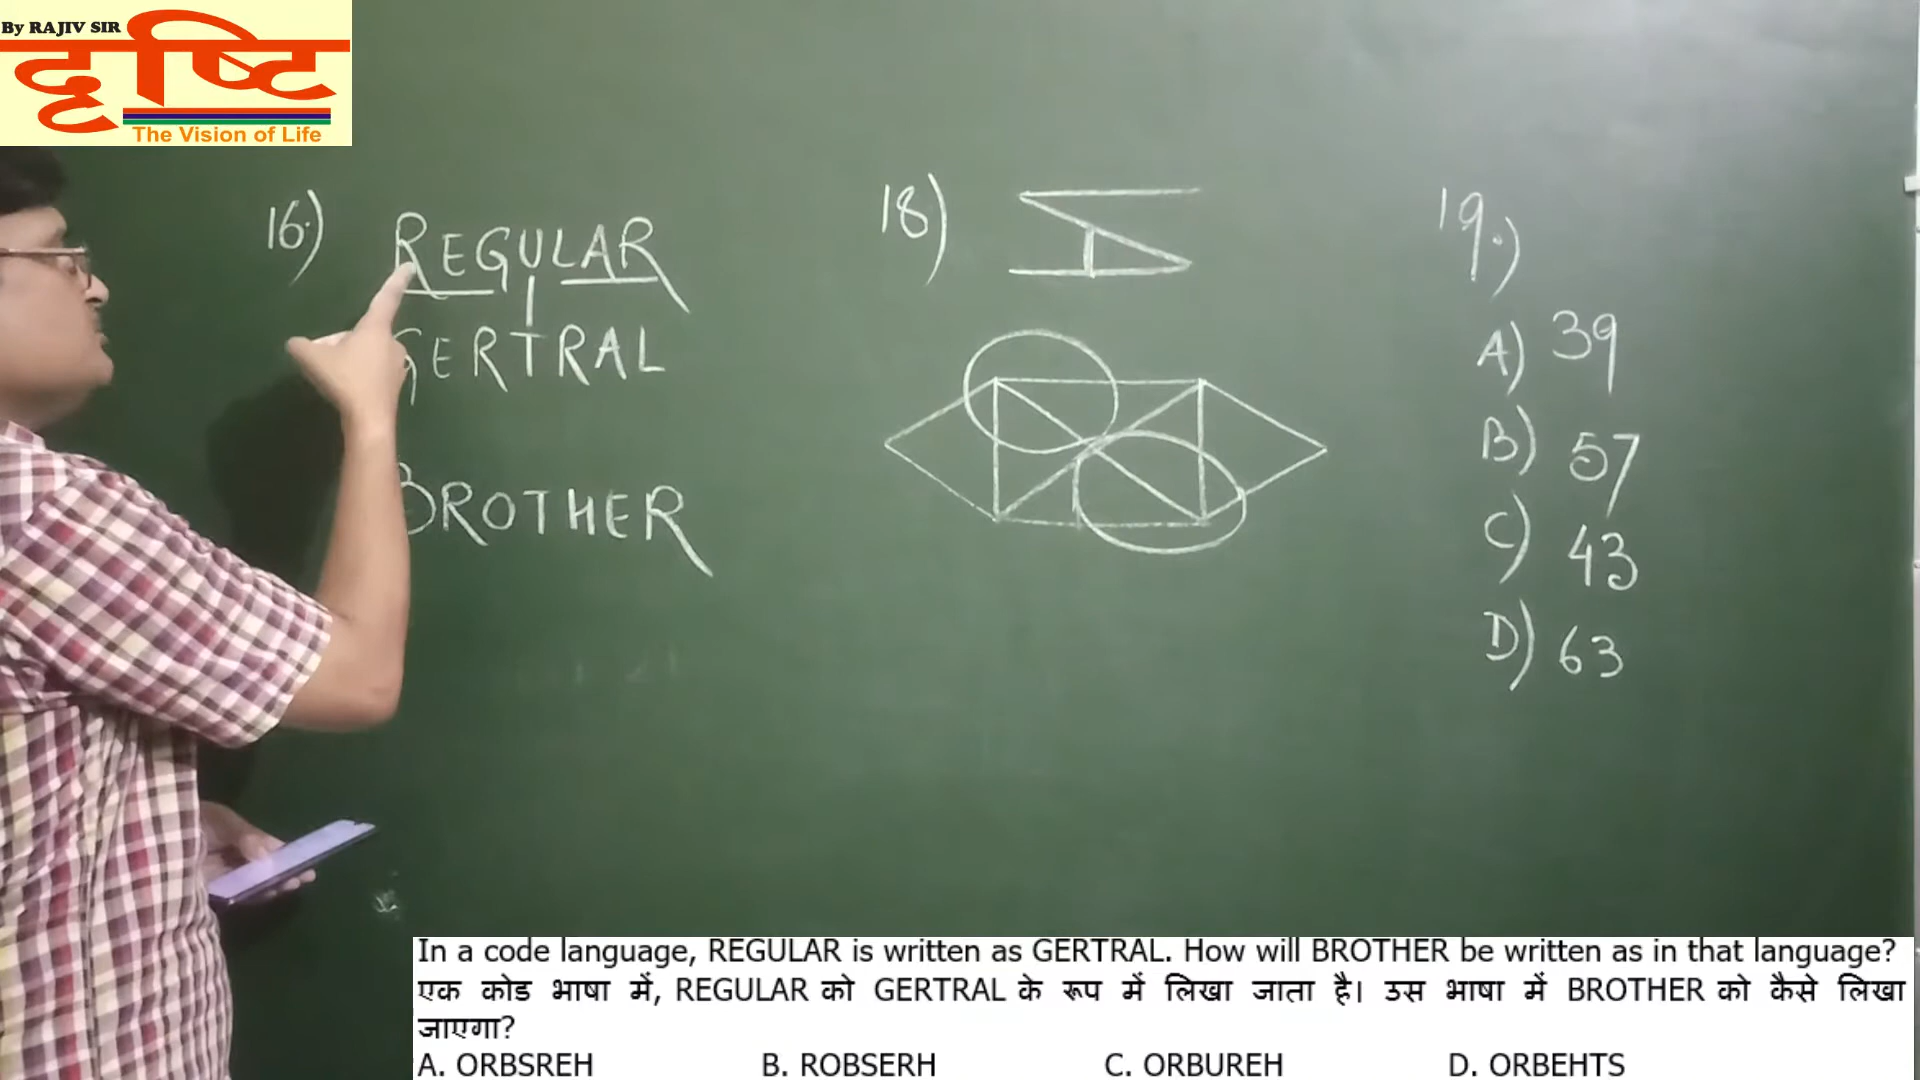 By RAJIV SIR
दृष्टि
The Vision of Life
16.) REGULAR
GERTRAL
BROTHER
18)
19.)
A) 39
B) 57
C) 43
D) 63
In a code language, REGULAR is written as GERTRAL. How will BROTHER be written as in that language?
एक कोड भाषा में, REGULAR को GERTRAL के रूप में लिखा जाता है। उस भाषा में BROTHER को कैसे लिखा
जाएगा?
A. ORBSREH B. ROBSERH C. ORBUREH D. ORBEHTS